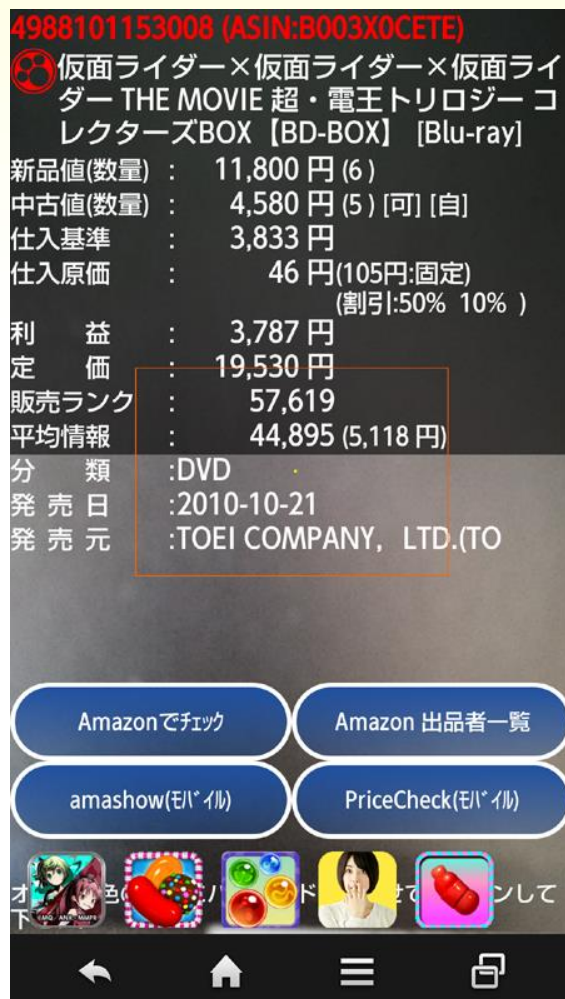 4988101153008 (ASIN:B003X0CETE)
仮面ライダー×仮面ライダー×仮面ライ
ダー THE MOVIE 超・電王トリロジー コ
レクターズBOX【BD-BOX】 [Blu-ray]
新品値(数量) : 11,800 円 (6 )
中古値(数量) : 4,580 円 (5 ) [可] [自]
仕入基準 : 3,833 円
仕入原価 : 46 円(105円:固定)
(割引:50% 10% )
利 益 : 3,787 円
定 価 : 19,530 円
販売ランク : 57,619
平均情報 : 44,895 (5,118 円)
分 類 :DVD
発 売 日 :2010-10-21
発 売 元 :TOEI COMPANY, LTD.(TO
Amazonでﾁｪｯｸ
Amazon 出品者一覧
amashow(ﾓﾊﾞｲﾙ)
PriceCheck(ﾓﾊﾞｲﾙ)